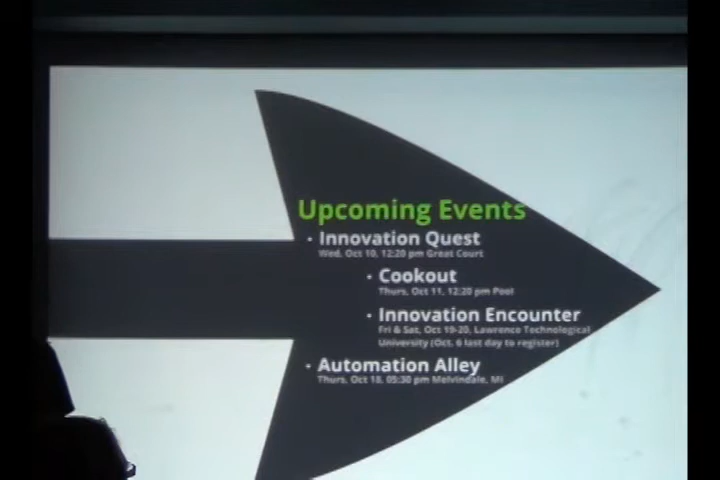 Upcoming Events
• Innovation Quest
Wed, Oct 10, 12:20 pm Great Court
• Cookout
Thurs, Oct 11, 12:20 pm Pool
• Innovation Encounter
Fri & Sat, Oct 19-20, Lawrence Technological
University (Oct. 6 last day to register)
• Automation Alley
Thurs, Oct 18, 05:30 pm Melvindale, MI